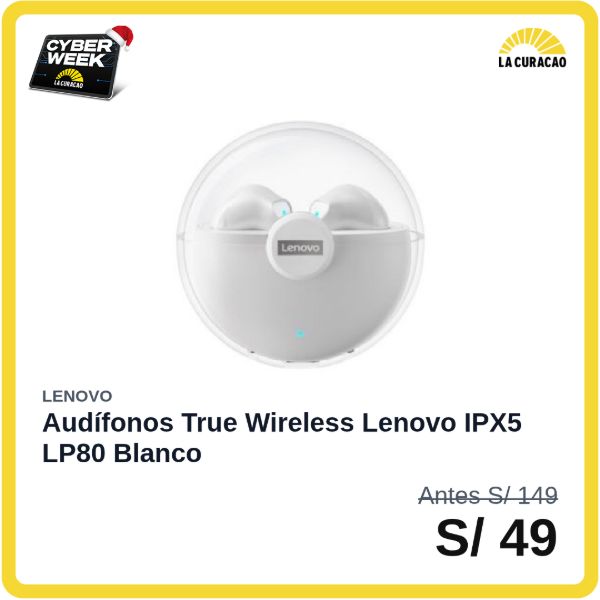 CYBER
WEEK
LA CURACAO
LA CURACAO
Lenovo
LENOVO
Audífonos True Wireless Lenovo IPX5
LP80 Blanco
Antes S/ 149
S/ 49